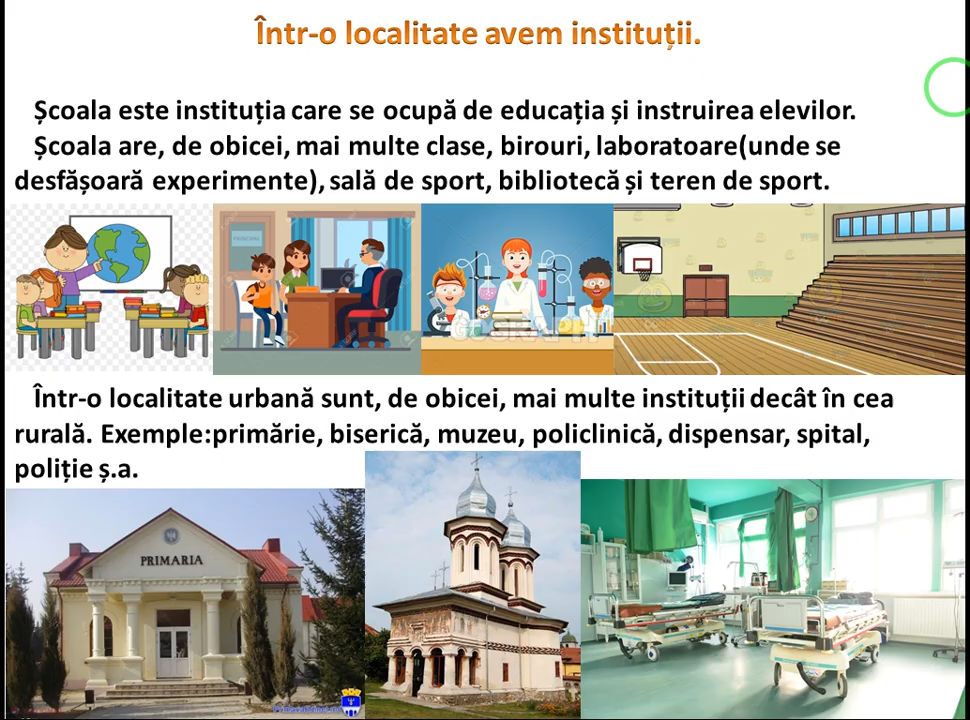 Într-o localitate avem instituții.
Școala este instituția care se ocupă de educația și instruirea elevilor.
Școala are, de obicei, mai multe clase, birouri, laboratoare(unde se
desfășoară experimente), sală de sport, bibliotecă și teren de sport.
Într-o localitate urbană sunt, de obicei, mai multe instituții decât în cea
rurală. Exemple:primărie, biserică, muzeu, policlinică, dispensar, spital,
poliție ș.a.
PRIMARIA